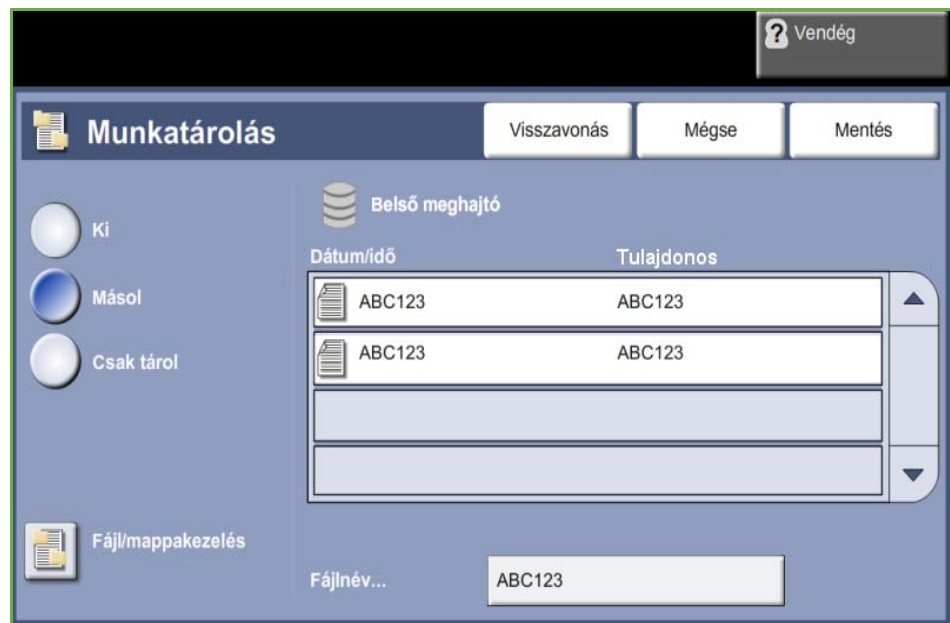 Vendég
Munkatárolás
Visszavonás
Mégse
Mentés
Ki
Másol
Csak tárol
Belső meghajtó
Dátum/idő Tulajdonos
ABC123 ABC123
ABC123 ABC123
Fájl/mappakezelés
Fájlnév... ABC123